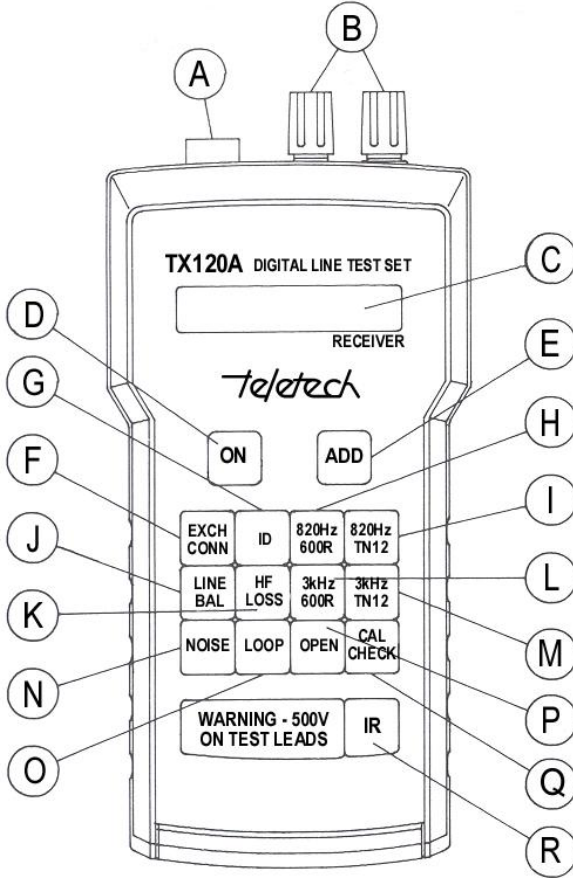 A
B
TX120A DIGITAL LINE TEST SET
C
RECEIVER
D
E
teletech
G
H
ON
ADD
F
I
EXCH CONN
ID
820Hz 600R
820Hz TN12
J
L
LINE BAL
HF LOSS
3kHz 600R
3kHz TN12
K
M
NOISE
LOOP
OPEN
CAL CHECK
N
P
WARNING - 500V
ON TEST LEADS
IR
O
Q
R